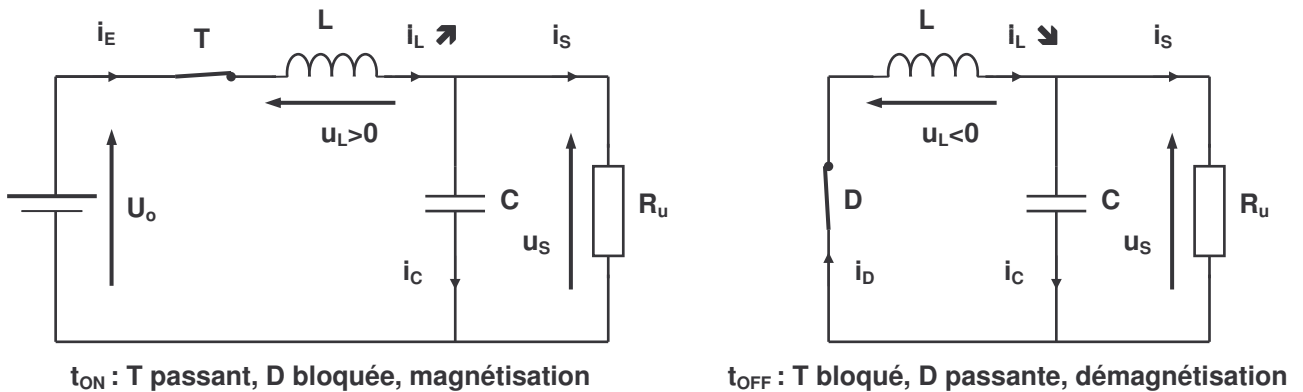 i_E T L i_L i_S
u_L>0
U_o
C
R_u
u_S
i_C
t_ON : T passant, D bloquée, magnétisation
L i_L i_S
u_L<0
D
C
R_u
u_S
i_D
i_C
t_OFF : T bloqué, D passante, démagnétisation